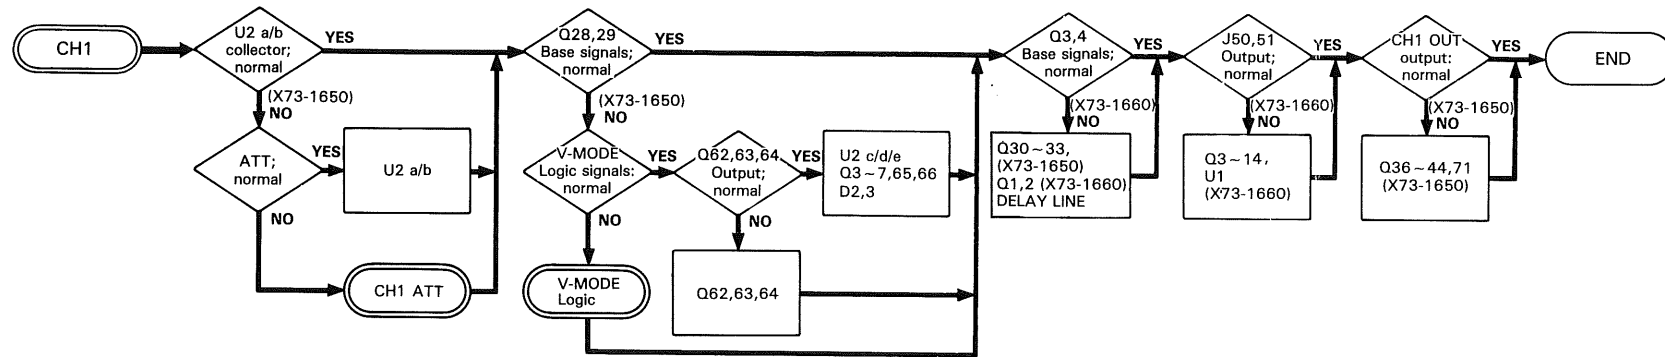 CH1
U2 a/b
collector;
normal
YES
(X73-1650)
NO
ATT;
normal
YES
U2 a/b
NO
CH1 ATT
Q28,29
Base signals;
normal
YES
(X73-1650)
NO
V-MODE
Logic signals:
normal
YES
Q62,63,64
Output;
normal
YES
U2 c/d/e
Q3~7,65,66
D2,3
NO
NO
V-MODE
Logic
Q62,63,64
Q3,4
Base signals;
normal
YES
(X73-1660)
NO
Q30~33,
(X73-1650)
Q1,2 (X73-1660)
DELAY LINE
J50,51
Output;
normal
YES
(X73-1660)
NO
Q3~14,
U1
(X73-1660)
CH1 OUT
output:
normal
YES
(X73-1650)
NO
Q36~44,71
(X73-1650)
END